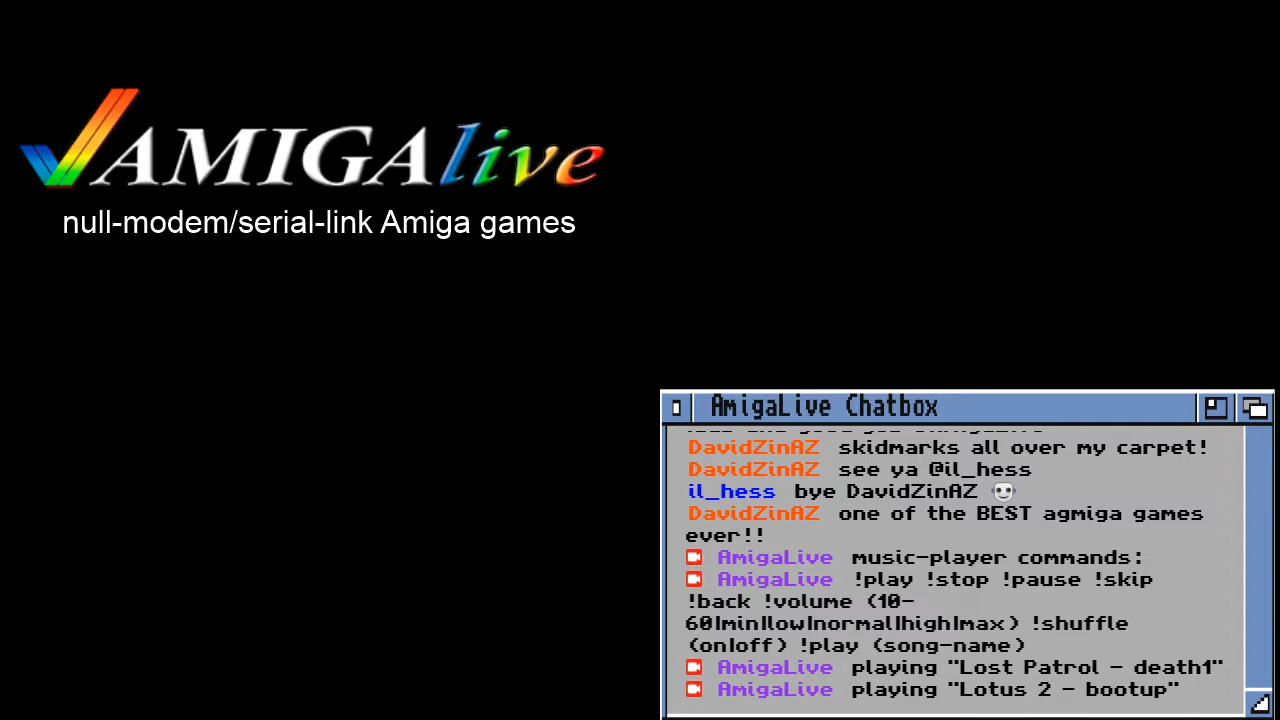 AMIGAlive
null-modem/serial-link Amiga games
AmigaLive Chatbox
DavidZinAZ skidmarks all over my carpet!
DavidZinAZ see ya @il_hess
il_hess bye DavidZinAZ
DavidZinAZ one of the BEST agmiga games
ever!!
AmigaLive music-player commands:
AmigaLive !play !stop !pause !skip
!back !volume (10-
60|min|low|normal|high|max) !shuffle
(on|off) !play (song-name)
AmigaLive playing "Lost Patrol - death1"
AmigaLive playing "Lotus 2 - bootup"